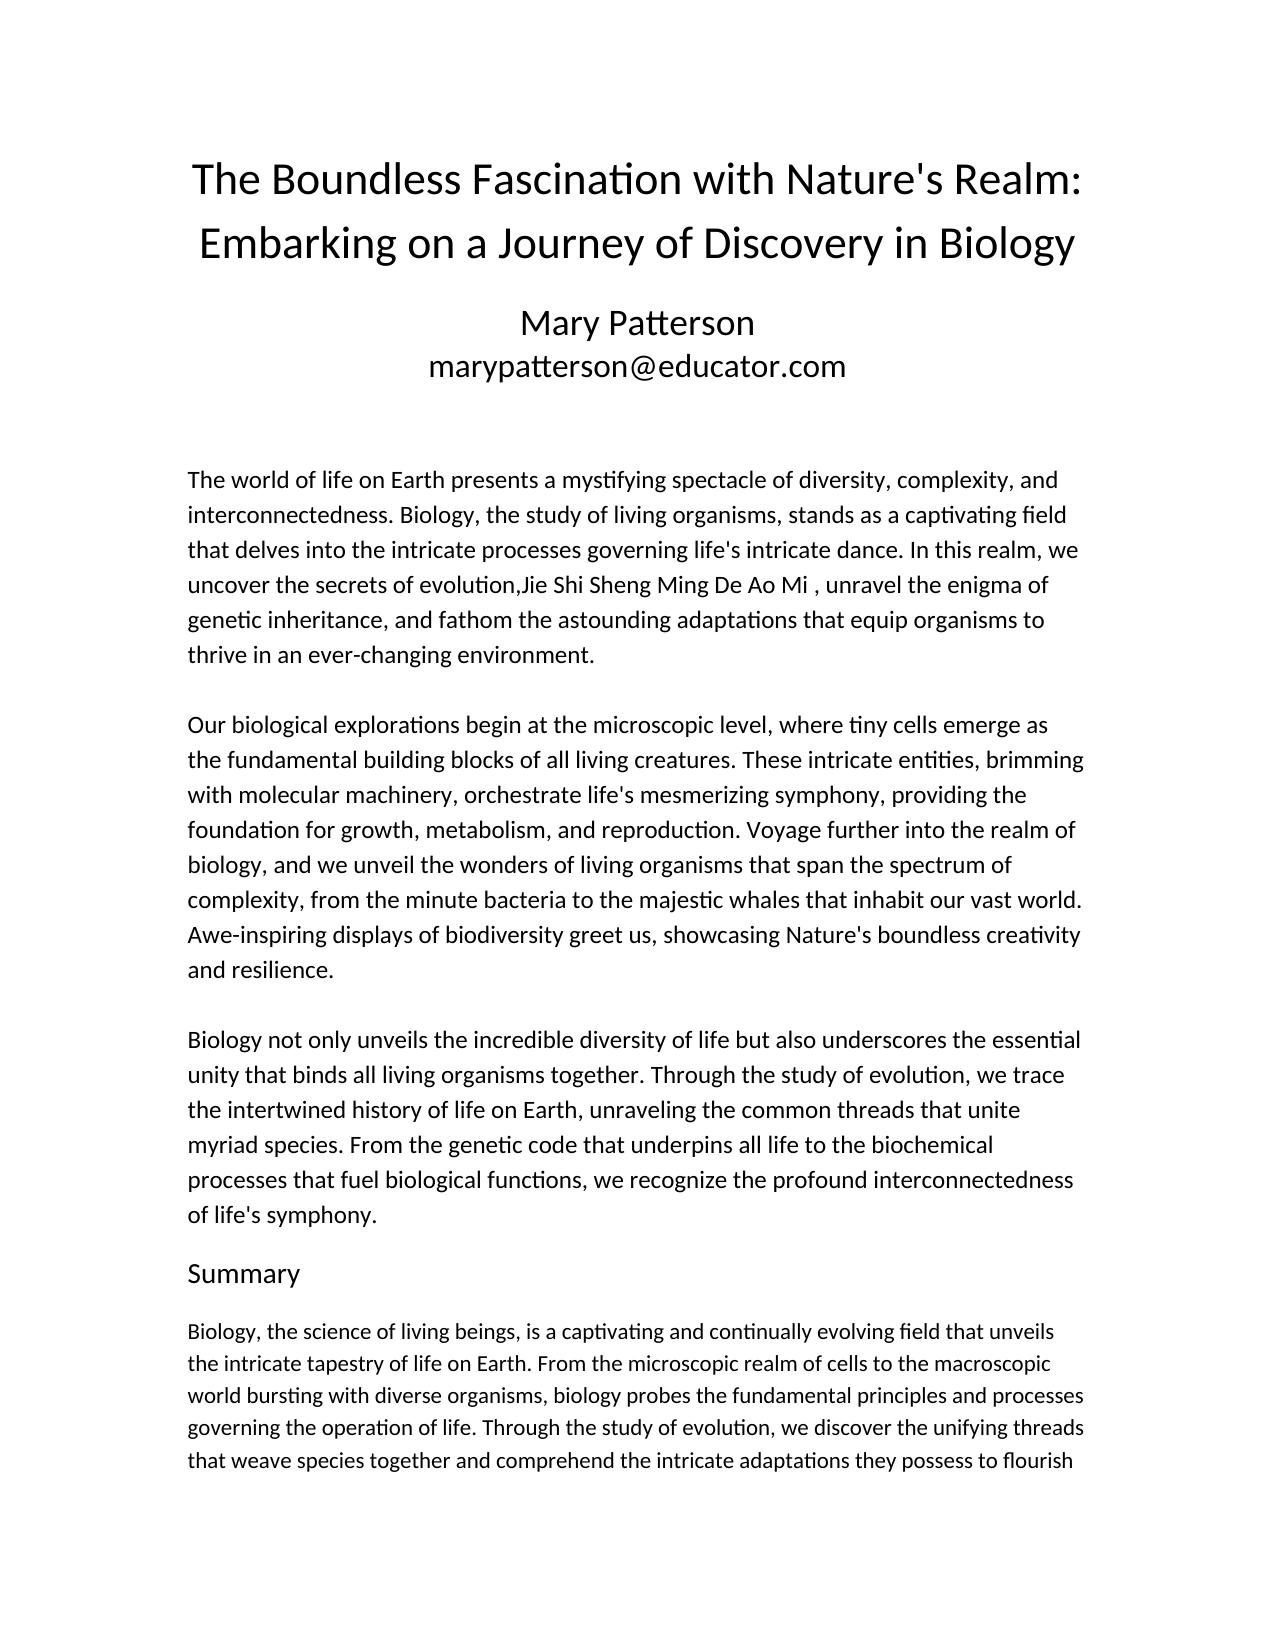 The Boundless Fascination with Nature's Realm:
Embarking on a Journey of Discovery in Biology
Mary Patterson
marypatterson@educator.com
The world of life on Earth presents a mystifying spectacle of diversity, complexity, and
interconnectedness. Biology, the study of living organisms, stands as a captivating field
that delves into the intricate processes governing life's intricate dance. In this realm, we
uncover the secrets of evolution,Jie Shi Sheng Ming De Ao Mi , unravel the enigma of
genetic inheritance, and fathom the astounding adaptations that equip organisms to
thrive in an ever-changing environment.
Our biological explorations begin at the microscopic level, where tiny cells emerge as
the fundamental building blocks of all living creatures. These intricate entities, brimming
with molecular machinery, orchestrate life's mesmerizing symphony, providing the
foundation for growth, metabolism, and reproduction. Voyage further into the realm of
biology, and we unveil the wonders of living organisms that span the spectrum of
complexity, from the minute bacteria to the majestic whales that inhabit our vast world.
Awe-inspiring displays of biodiversity greet us, showcasing Nature's boundless creativity
and resilience.
Biology not only unveils the incredible diversity of life but also underscores the essential
unity that binds all living organisms together. Through the study of evolution, we trace
the intertwined history of life on Earth, unraveling the common threads that unite
myriad species. From the genetic code that underpins all life to the biochemical
processes that fuel biological functions, we recognize the profound interconnectedness
of life's symphony.
Summary
Biology, the science of living beings, is a captivating and continually evolving field that unveils
the intricate tapestry of life on Earth. From the microscopic realm of cells to the macroscopic
world bursting with diverse organisms, biology probes the fundamental principles and processes
governing the operation of life. Through the study of evolution, we discover the unifying threads
that weave species together and comprehend the intricate adaptations they possess to flourish